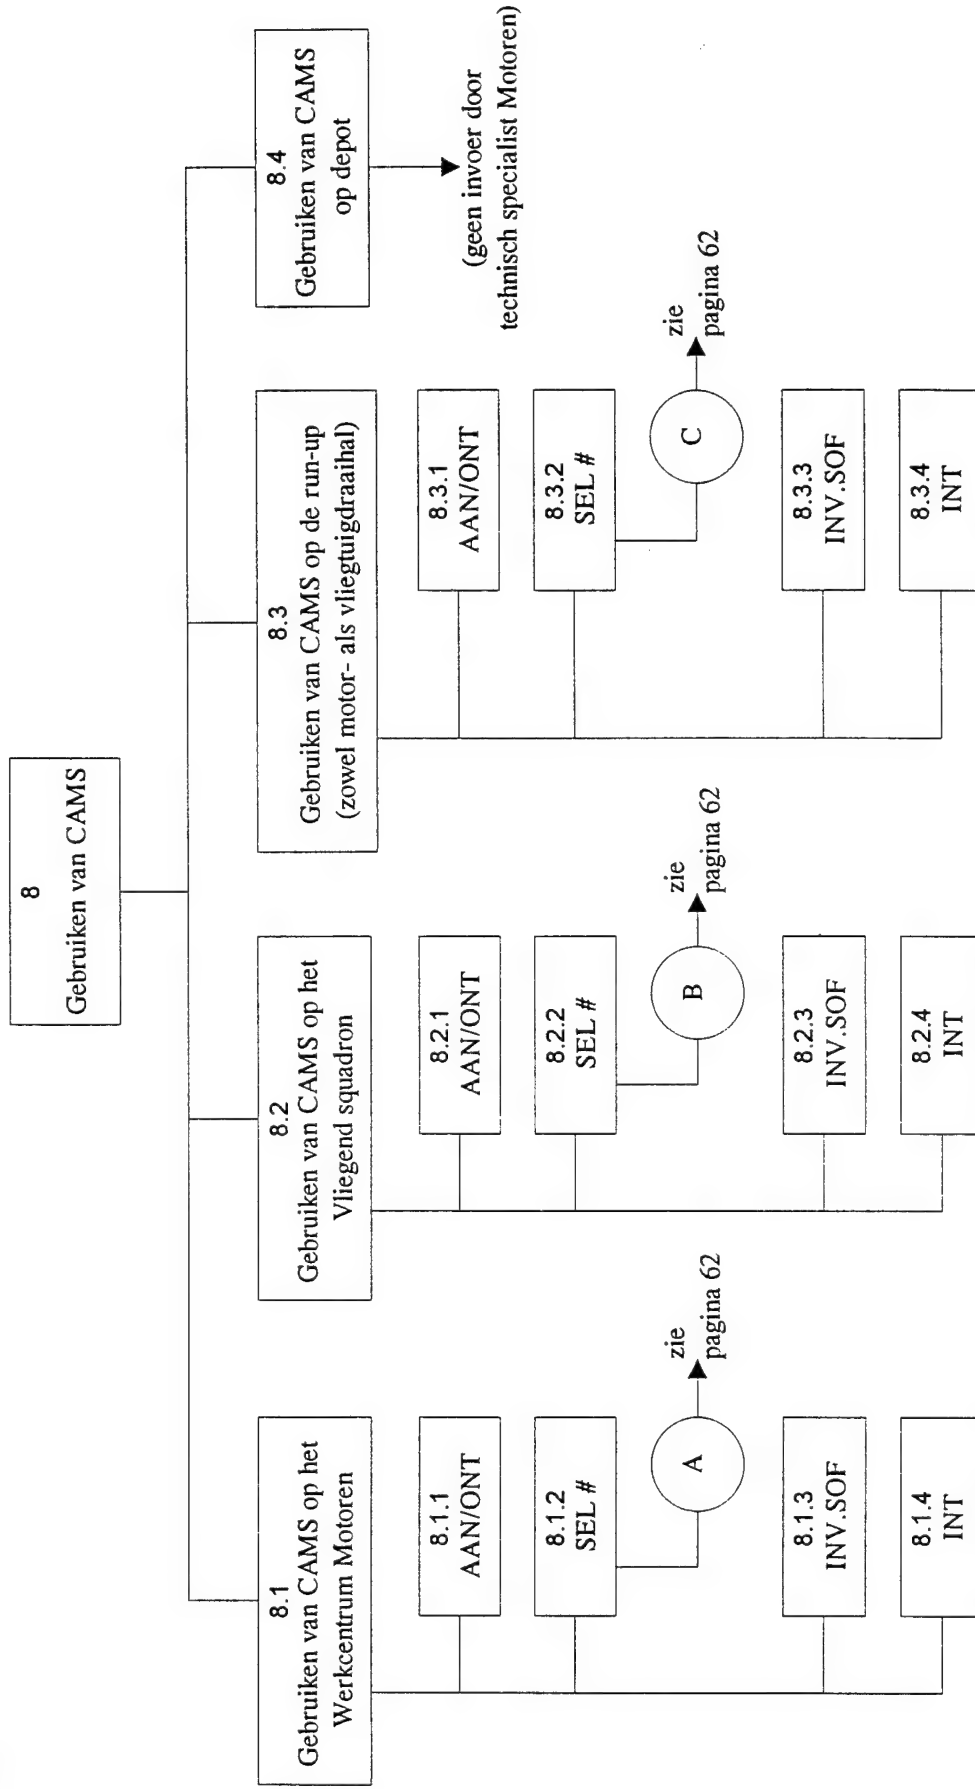 8
Gebruiken van CAMS
8.1
Gebruiken van CAMS op het
Werkcentrum Motoren
8.1.1
AAN/ONT
8.1.2
SEL #
A
zie
pagina 62
8.1.3
INV.SOF
8.1.4
INT
8.2
Gebruiken van CAMS op het
Vliegend squadron
8.2.1
AAN/ONT
8.2.2
SEL #
B
zie
pagina 62
8.2.3
INV.SOF
8.2.4
INT
8.3
Gebruiken van CAMS op de run-up
(zowel motor- als vliegtuigdraaihal)
8.3.1
AAN/ONT
8.3.2
SEL #
C
zie
pagina 62
8.3.3
INV.SOF
8.3.4
INT
8.4
Gebruiken van CAMS
op depot
(geen invoer door
technisch specialist Motoren)